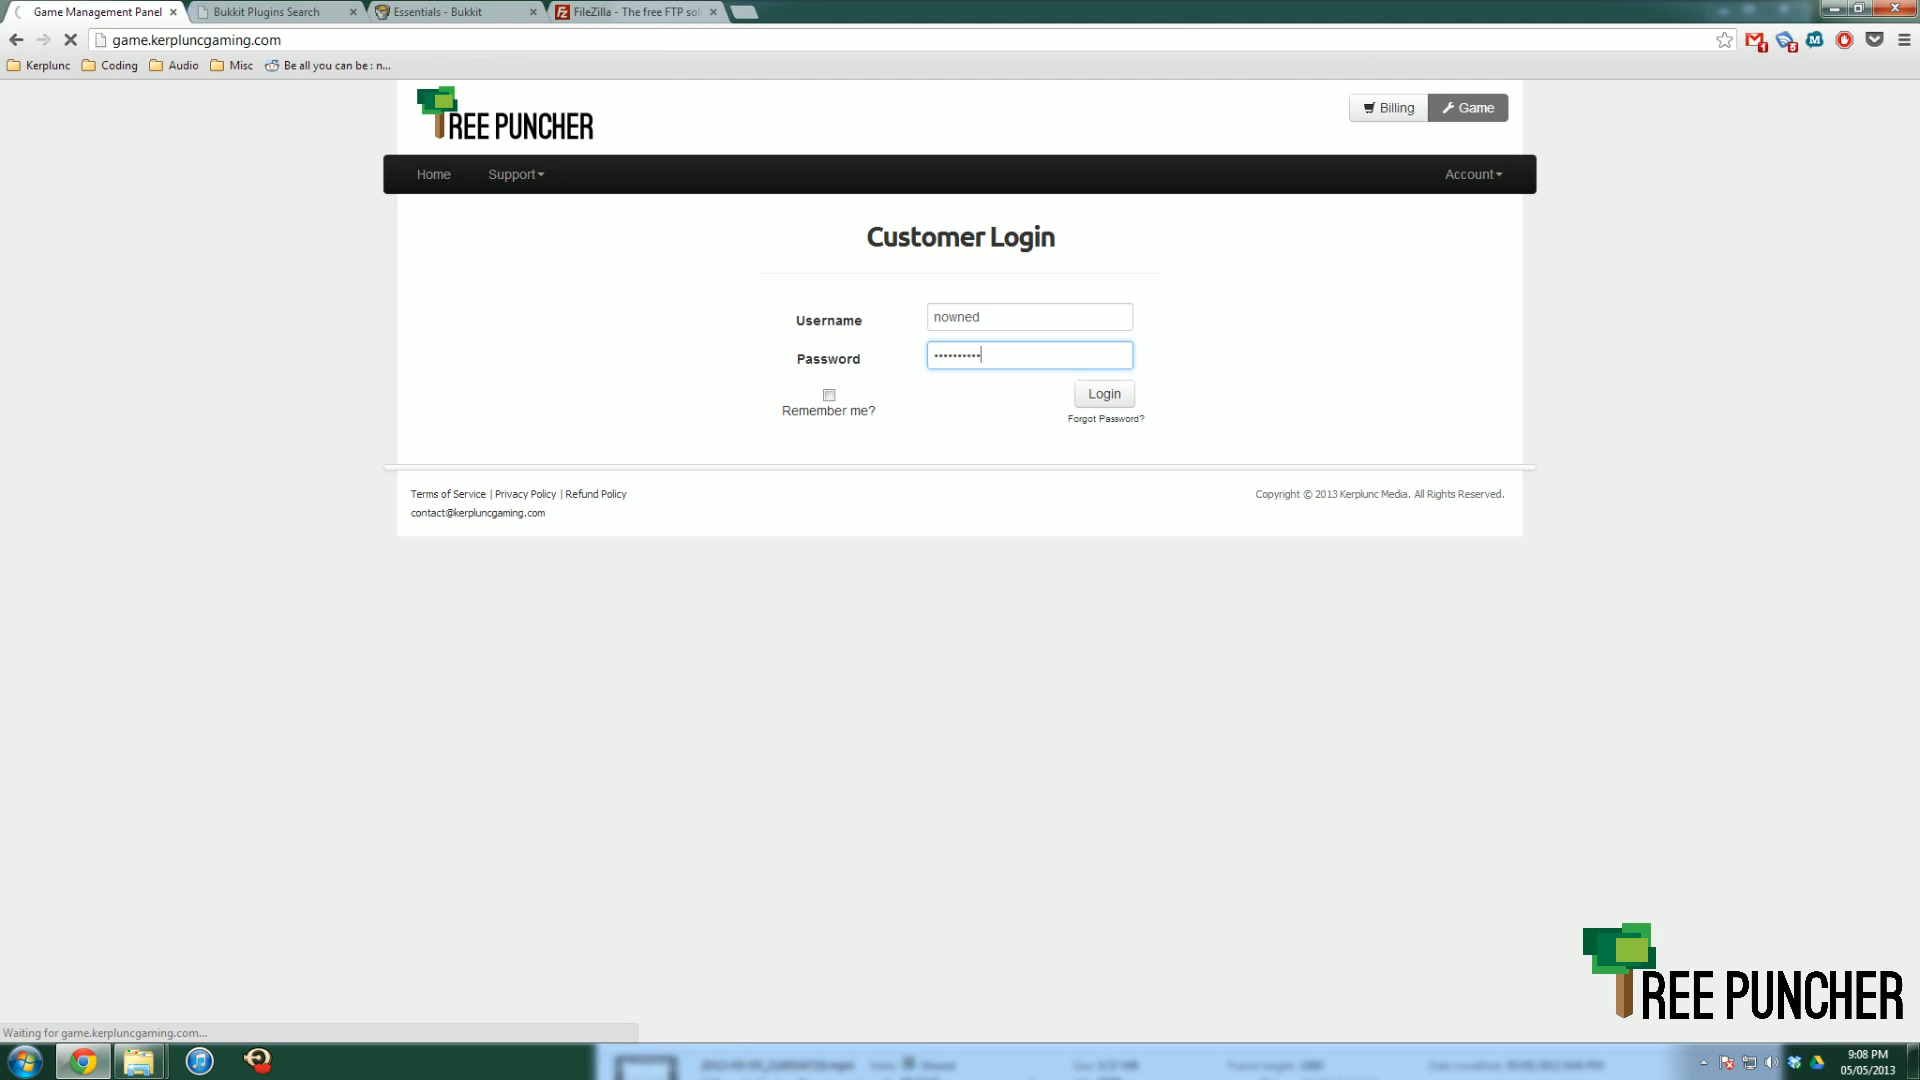 Game Management Panel
Bukkit Plugins Search
Essentials - Bukkit
FileZilla - The free FTP sol
game.kerpluncgaming.com
1
5
M
Kerplunc
Coding
Audio
Misc
Be all you can be : n...
REE PUNCHER
Billing
Game
Home
Support
Account
Customer Login
Username
nowned
Password
••••••••••
Login
Remember me?
Forgot Password?
Terms of Service | Privacy Policy | Refund Policy
Copyright © 2013 Kerplunc Media. All Rights Reserved.
contact@kerpluncgaming.com
REE PUNCHER
Waiting for game.kerpluncgaming.com...
9:08 PM
05/05/2013